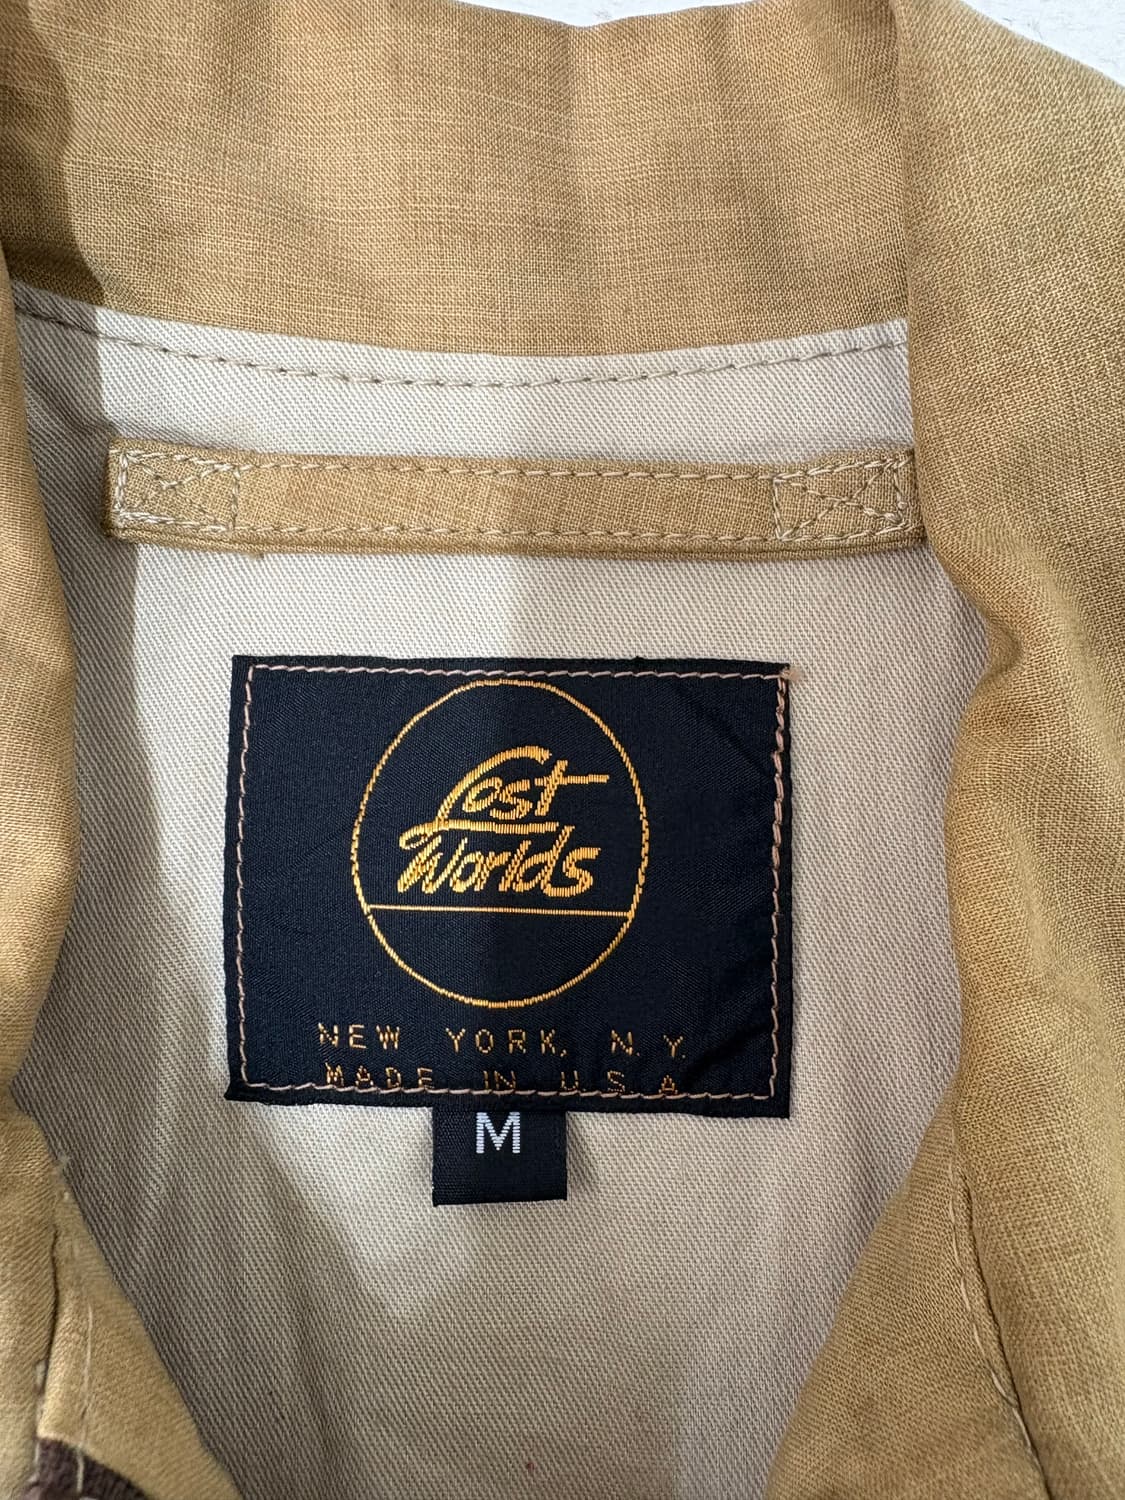 Lost
Worlds
NEW YORK, N.Y.
MADE IN U.S.A
M